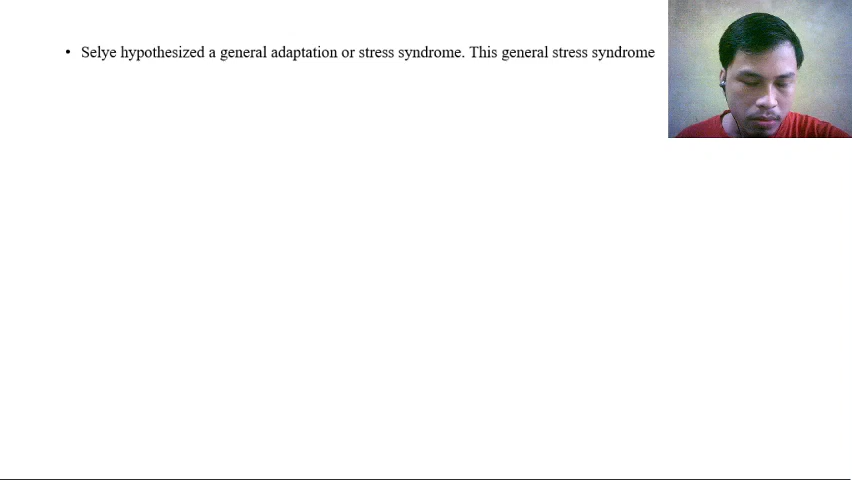 • Selye hypothesized a general adaptation or stress syndrome. This general stress syndrome